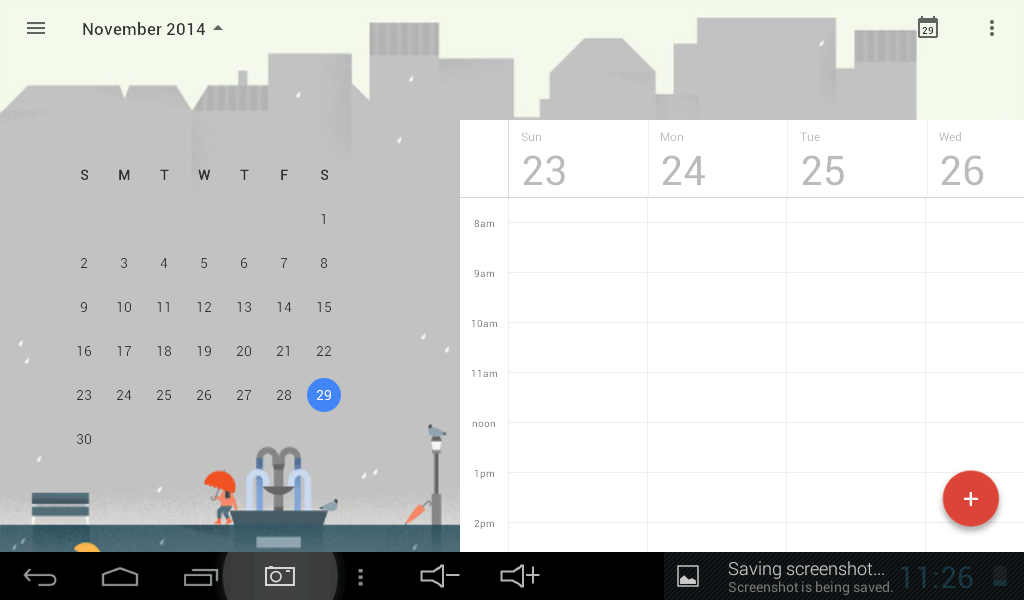 November 2014
29
S M T W T F S
1
2 3 4 5 6 7 8
9 10 11 12 13 14 15
16 17 18 19 20 21 22
23 24 25 26 27 28 29
30
Sun Mon Tue Wed
23 24 25 26
8am
9am
10am
11am
noon
1pm
2pm
+
Saving screenshot...
Screenshot is being saved.
11:26